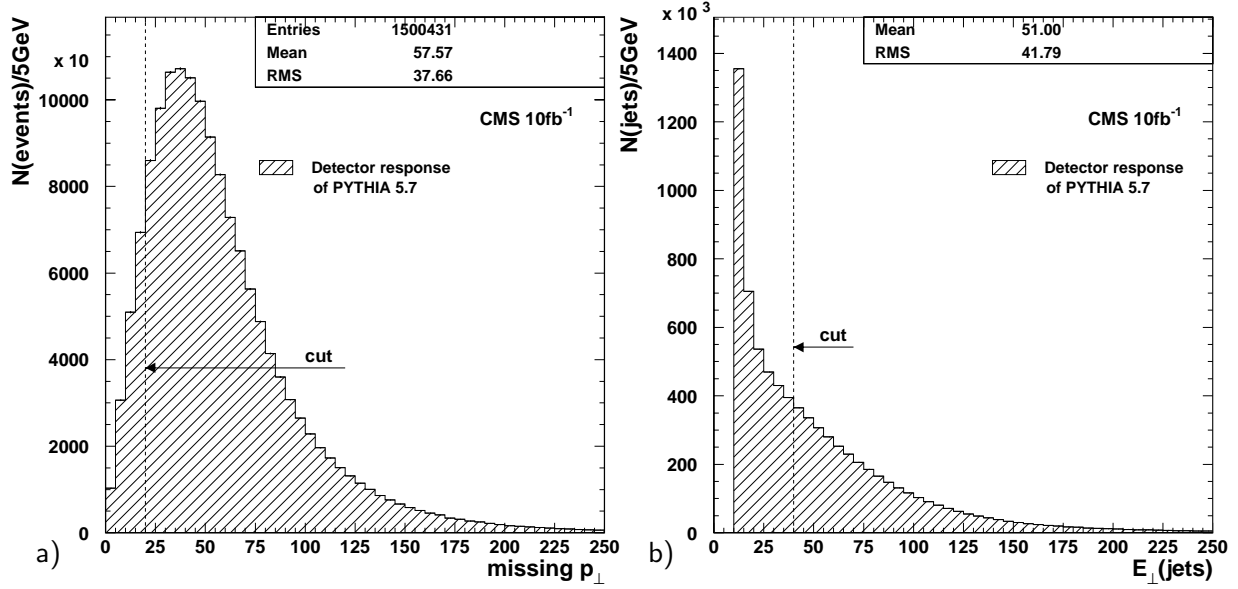 Entries 1500431
Mean 57.57
RMS 37.66
x 10
N(events)/5GeV
10000
8000
6000
4000
2000
0
CMS 10fb-1
Detector response
of PYTHIA 5.7
cut
0 25 50 75 100 125 150 175 200 225 250
missing p⊥
a)
x 10 3
Mean 51.00
RMS 41.79
N(jets)/5GeV
1400
1200
1000
800
600
400
200
0
CMS 10fb-1
Detector response
of PYTHIA 5.7
cut
0 25 50 75 100 125 150 175 200 225 250
E⊥(jets)
b)